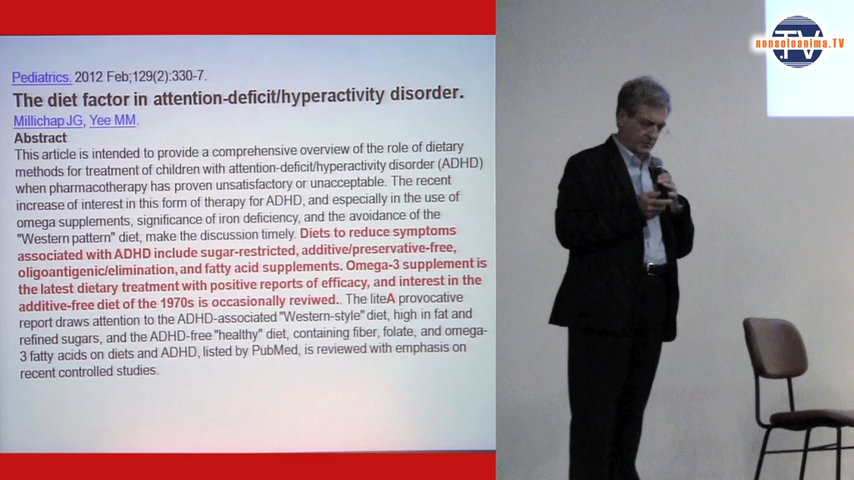 Pediatrics. 2012 Feb;129(2):330-7.
The diet factor in attention-deficit/hyperactivity disorder.
Millichap JG, Yee MM.
Abstract
This article is intended to provide a comprehensive overview of the role of dietary
methods for treatment of children with attention-deficit/hyperactivity disorder (ADHD)
when pharmacotherapy has proven unsatisfactory or unacceptable. The recent
increase of interest in this form of therapy for ADHD, and especially in the use of
omega supplements, significance of iron deficiency, and the avoidance of the
"Western pattern" diet, make the discussion timely. Diets to reduce symptoms
associated with ADHD include sugar-restricted, additive/preservative-free,
oligoantigenic/elimination, and fatty acid supplements. Omega-3 supplement is
the latest dietary treatment with positive reports of efficacy, and interest in the
additive-free diet of the 1970s is occasionally reviwed.. The liteA provocative
report draws attention to the ADHD-associated "Western-style" diet, high in fat and
refined sugars, and the ADHD-free "healthy" diet, containing fiber, folate, and omega-
3 fatty acids on diets and ADHD, listed by PubMed, is reviewed with emphasis on
recent controlled studies.
.TV
nonsoloanima.TV